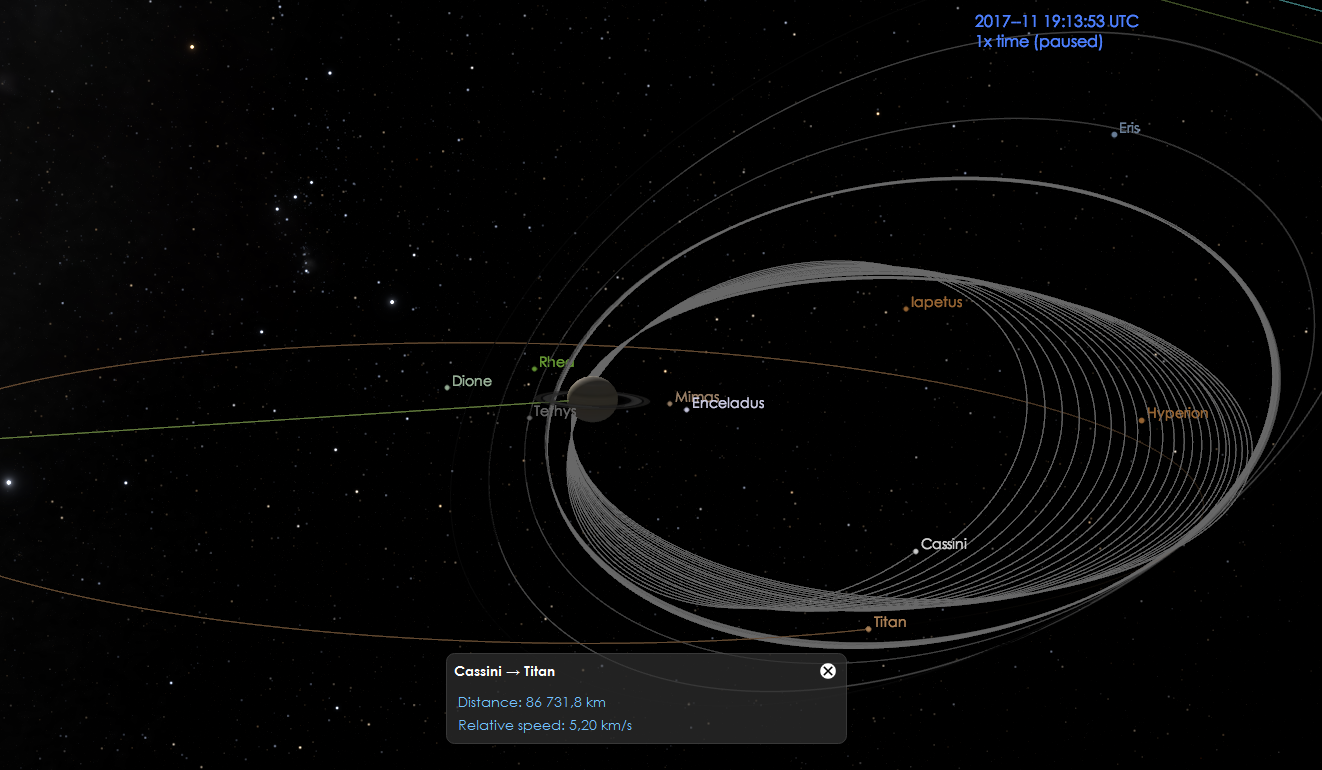 2017–11 19:13:53 UTC
1x time (paused)
Eris
Iapetus
Rhea
Dione
Mimas
Enceladus
Tethys
Hyperion
Cassini
Titan
Cassini → Titan
Distance: 86 731,8 km
Relative speed: 5,20 km/s